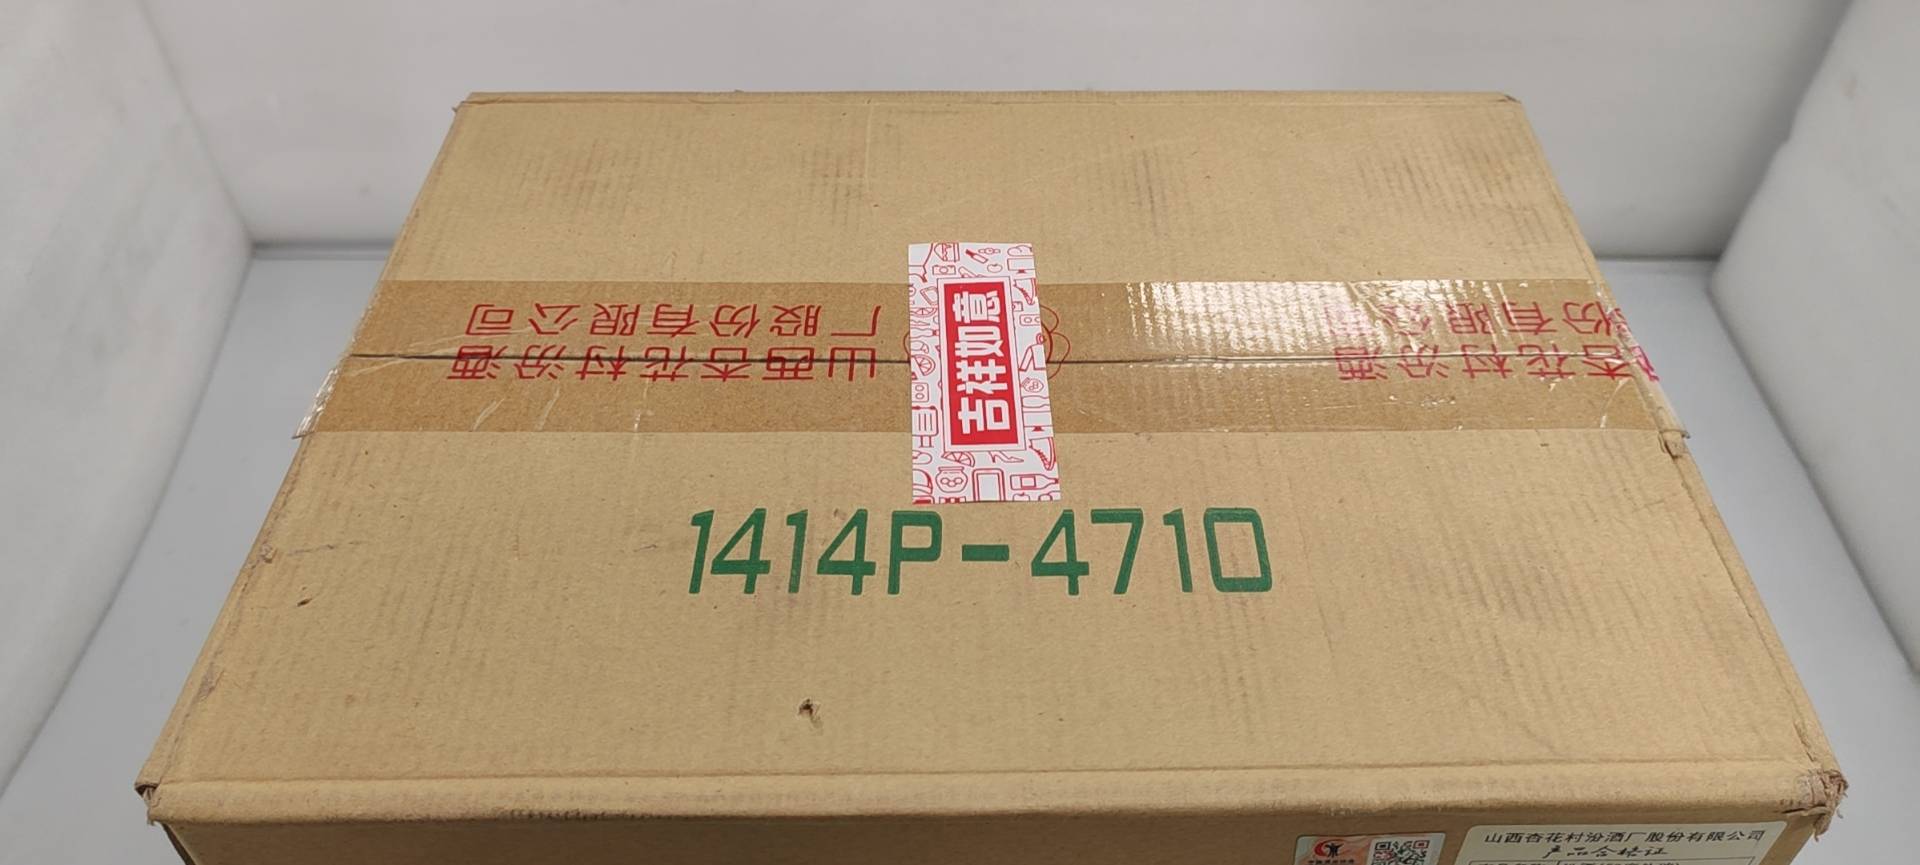 山西杏花村汾酒
厂股份有限公司
吉祥如意
杏花村汾酒
份有限公
1414P-4710
山西杏花村汾酒厂股份有限公司
产品合格证